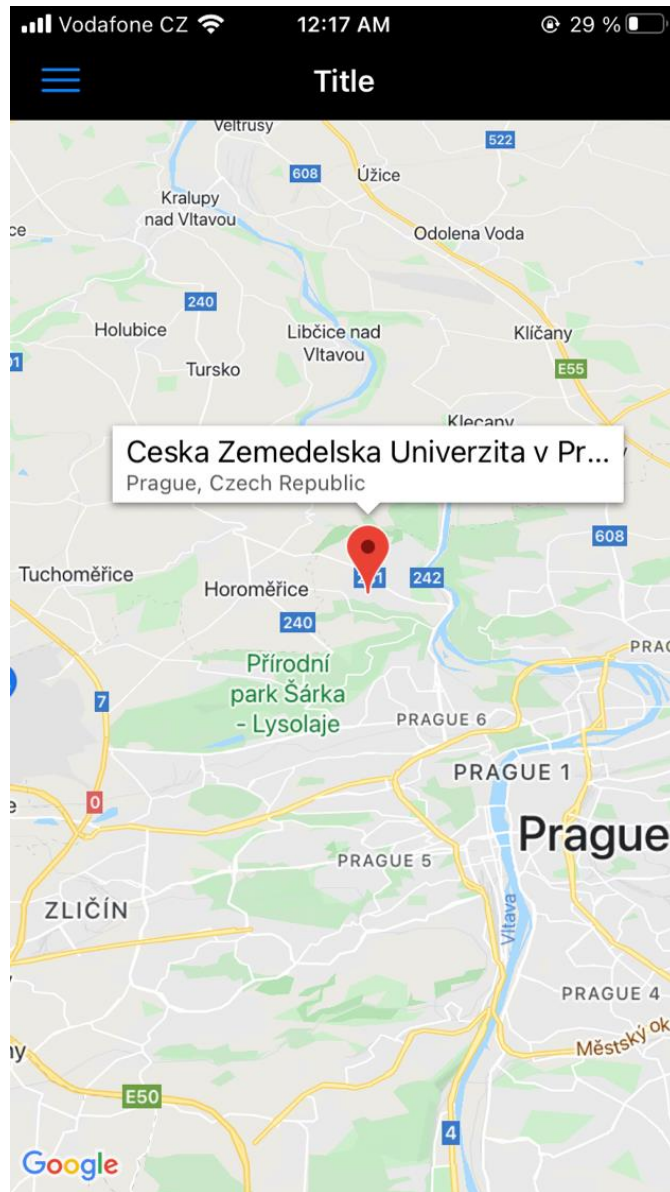 Vodafone CZ 12:17 AM 29 %
Title
Veltrusy
522
608 Úžice
Kralupy
nad Vltavou
Odolena Voda
240
Holubice
Libčice nad
Vltavou
Klíčany
Tursko
E55
Klecany
Ceska Zemedelska Univerzita v Pr...
Prague, Czech Republic
608
Tuchoměřice
Horoměřice
242
240
Přírodní
park Šárka
- Lysolaje
7
PRAGUE 6
PRAGUE 1
0
Prague
PRAGUE 5
ZLIČÍN
Vltava
PRAGUE 4
Městský ok
E50
4
Google